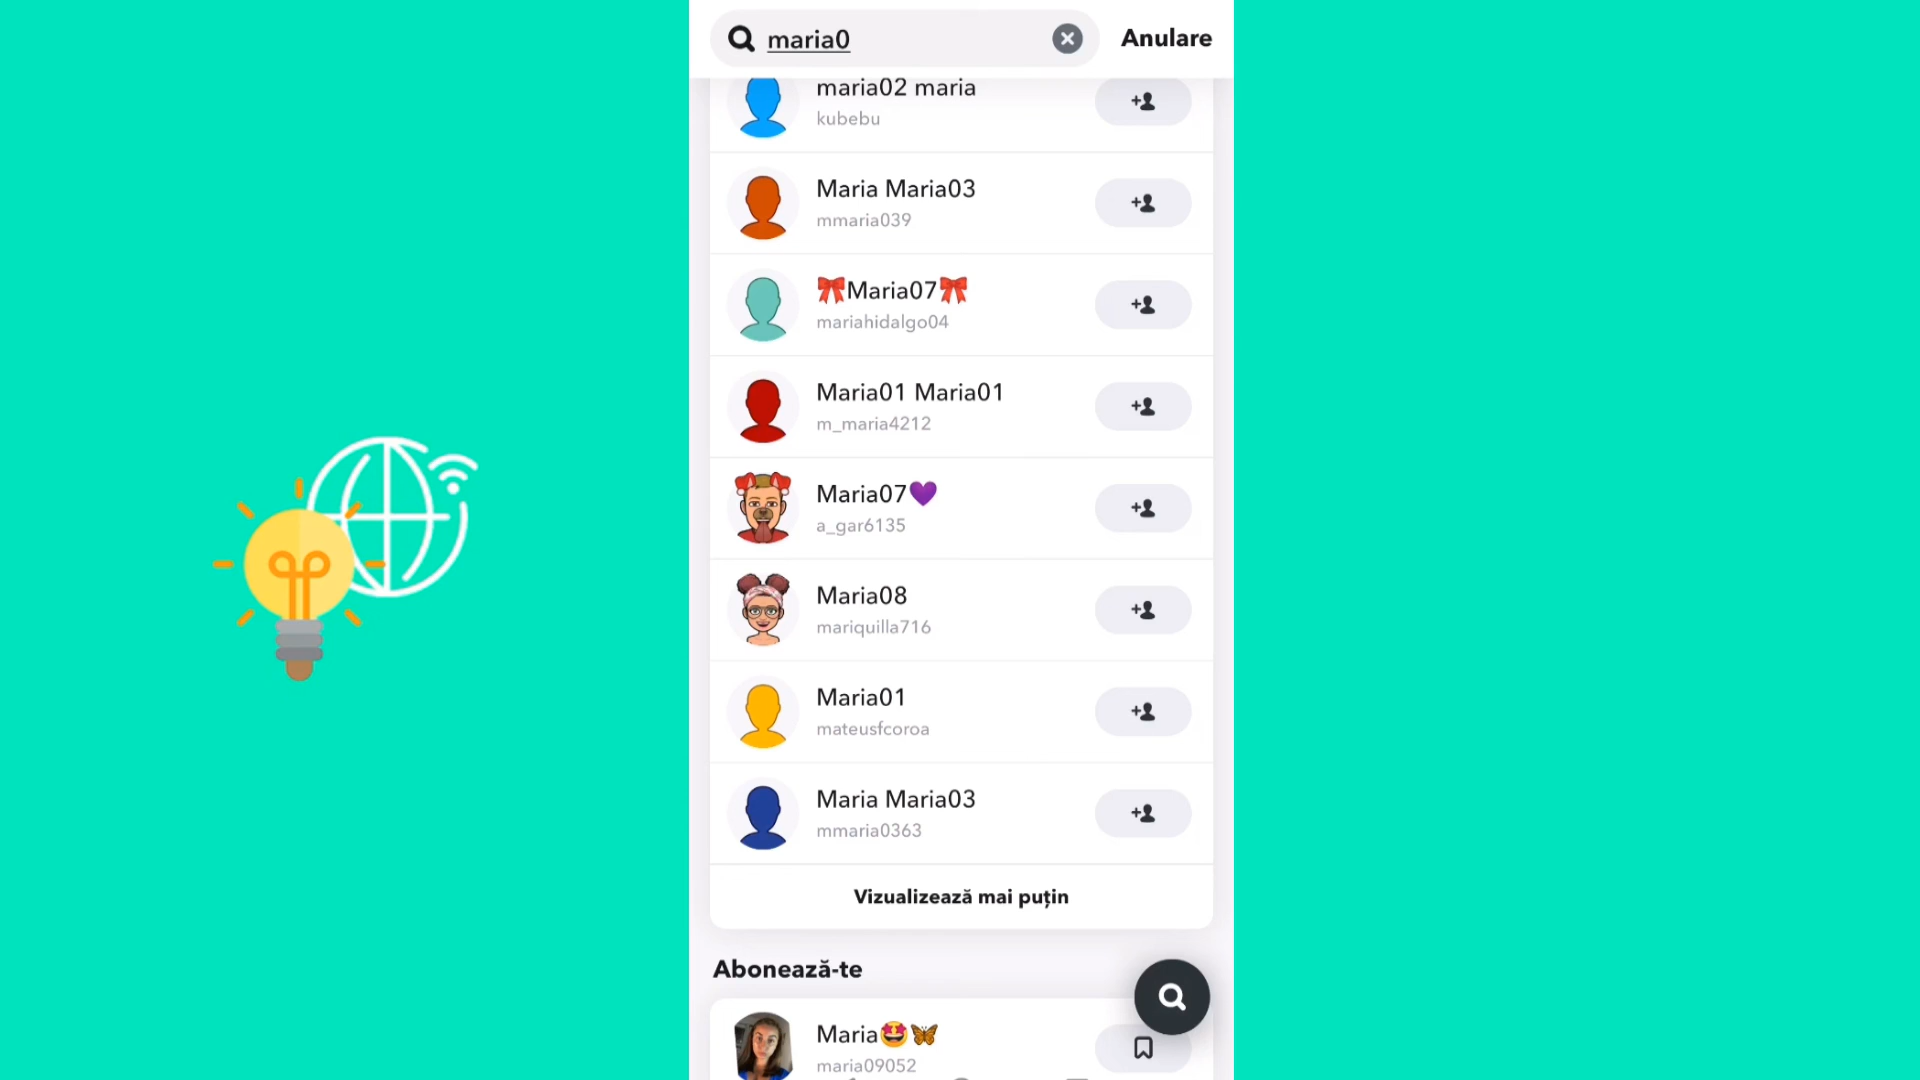 maria0
Anulare
maria02 maria
kubebu
Maria Maria03
mmaria039
🎀Maria07🎀
mariahidalgo04
Maria01 Maria01
m_maria4212
Maria07💜
a_gar6135
Maria08
mariquilla716
Maria01
mateusfcoroa
Maria Maria03
mmaria0363
Vizualizează mai puțin
Abonează-te
Maria🤩🦋
maria09052